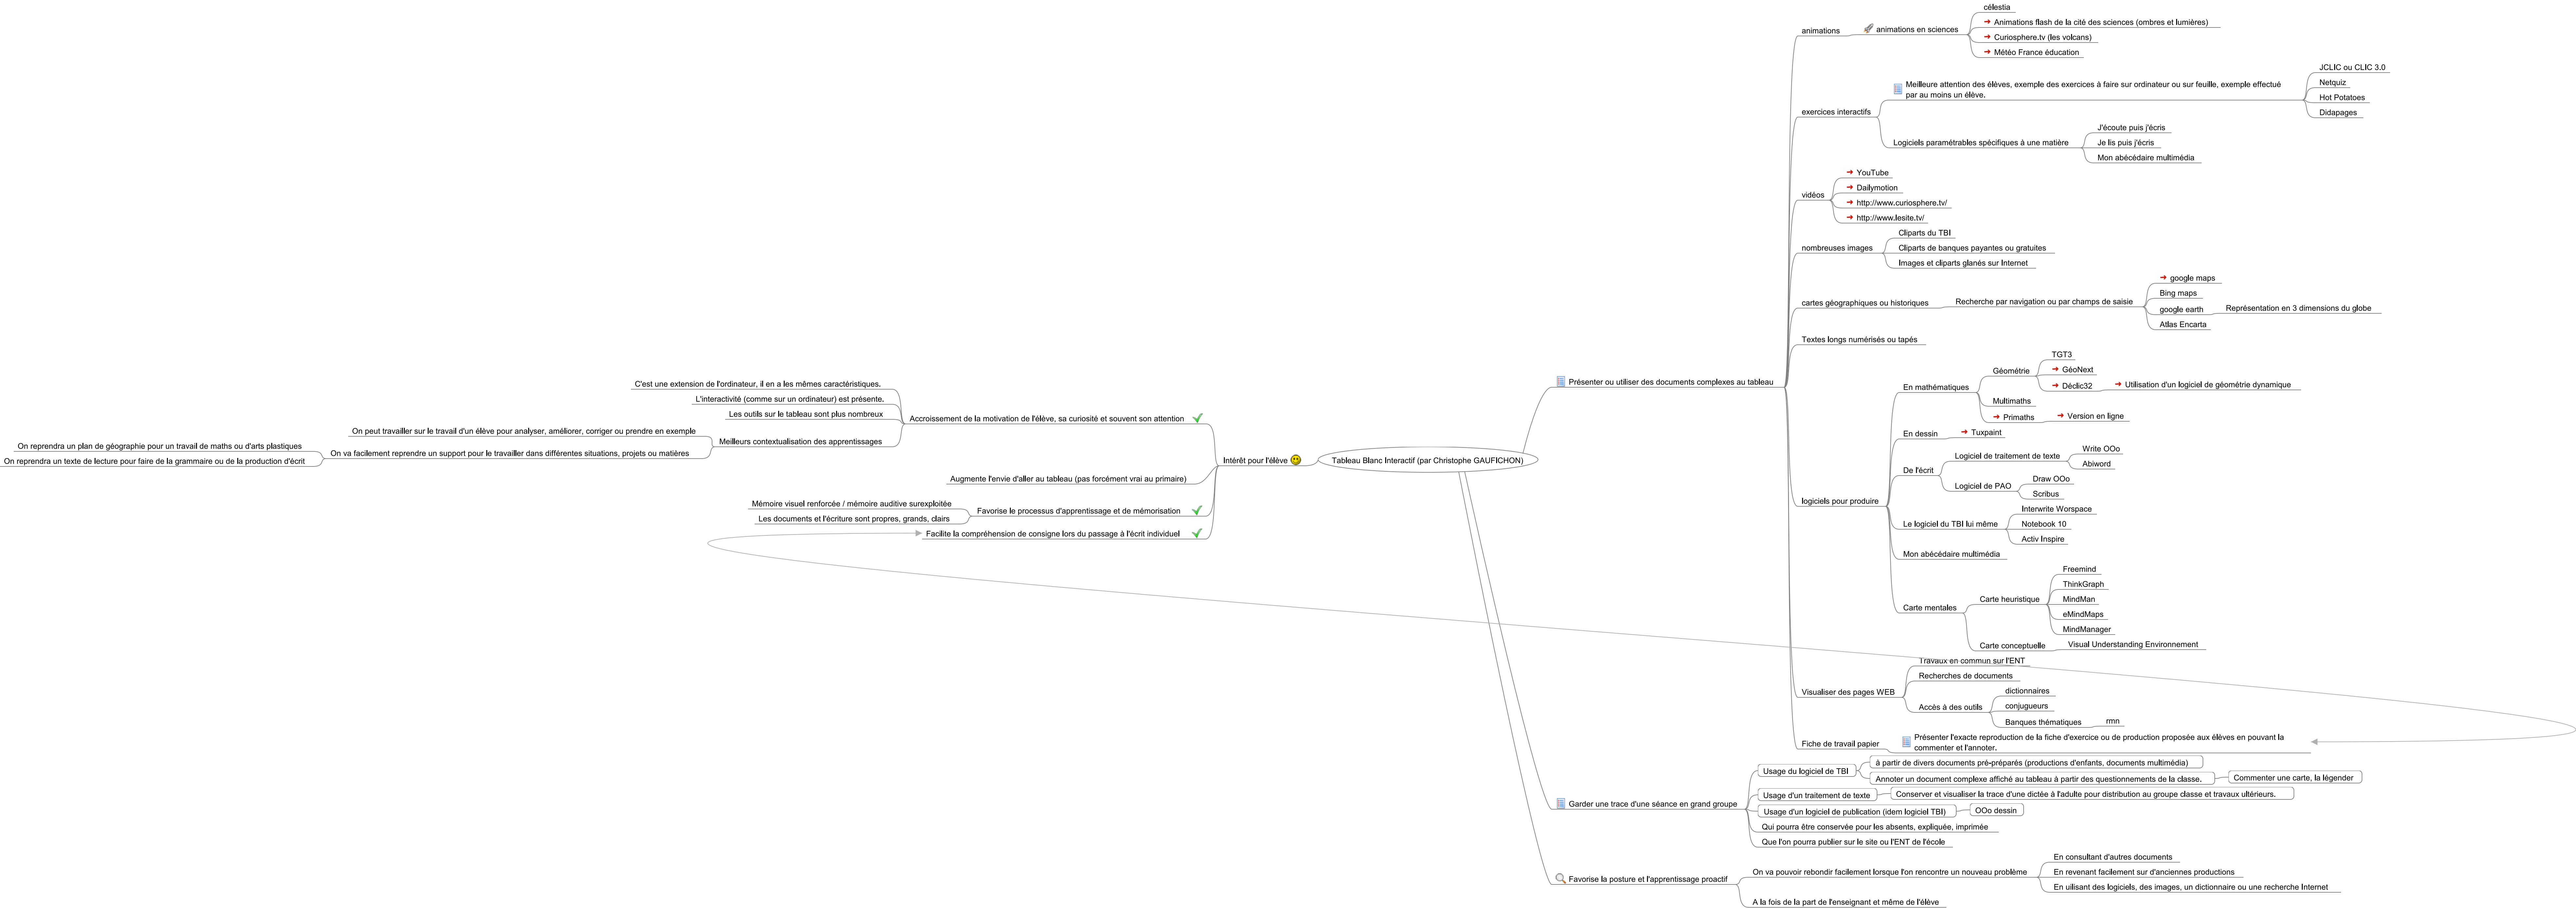 Tableau Blanc Interactif (par Christophe GAUFICHON)
Présenter ou utiliser des documents complexes au tableau
animations
animations en sciences
célestia
Animations flash de la cité des sciences (ombres et lumières)
Curiosphere.tv (les volcans)
Météo France éducation
exercices interactifs
Meilleure attention des élèves, exemple des exercices à faire sur ordinateur ou sur feuille, exemple effectué
par au moins un élève.
JCLIC ou CLIC 3.0
Netquiz
Hot Potatoes
Didapages
Logiciels paramétrables spécifiques à une matière
J'écoute puis j'écris
Je lis puis j'écris
Mon abécédaire multimédia
vidéos
YouTube
Dailymotion
http://www.curiosphere.tv/
http://www.lesite.tv/
nombreuses images
Cliparts du TBI
Cliparts de banques payantes ou gratuites
Images et cliparts glanés sur Internet
cartes géographiques ou historiques
Recherche par navigation ou par champs de saisie
google maps
Bing maps
google earth
Représentation en 3 dimensions du globe
Atlas Encarta
Textes longs numérisés ou tapés
logiciels pour produire
En mathématiques
Géométrie
TGT3
GéoNext
Déclic32
Utilisation d'un logiciel de géométrie dynamique
Multimaths
Primaths
Version en ligne
En dessin
Tuxpaint
De l'écrit
Logiciel de traitement de texte
Write OOo
Abiword
Logiciel de PAO
Draw OOo
Scribus
Le logiciel du TBI lui même
Interwrite Worspace
Notebook 10
Activ Inspire
Mon abécédaire multimédia
Carte mentales
Carte heuristique
Freemind
ThinkGraph
MindMan
eMindMaps
MindManager
Carte conceptuelle
Visual Understanding Environnement
Visualiser des pages WEB
Travaux en commun sur l'ENT
Recherches de documents
Accès à des outils
dictionnaires
conjugueurs
Banques thématiques
rmn
Fiche de travail papier
Présenter l'exacte reproduction de la fiche d'exercice ou de production proposée aux élèves en pouvant la
commenter et l'annoter.
Garder une trace d'une séance en grand groupe
Usage du logiciel de TBI
à partir de divers documents pré-préparés (productions d'enfants, documents multimédia)
Annoter un document complexe affiché au tableau à partir des questionnements de la classe.
Commenter une carte, la légender
Usage d'un traitement de texte
Conserver et visualiser la trace d'une dictée à l'adulte pour distribution au groupe classe et travaux ultérieurs.
Usage d'un logiciel de publication (idem logiciel TBI)
OOo dessin
Qui pourra être conservée pour les absents, expliquée, imprimée
Que l'on pourra publier sur le site ou l'ENT de l'école
Favorise la posture et l'apprentissage proactif
On va pouvoir rebondir facilement lorsque l'on rencontre un nouveau problème
En consultant d'autres documents
En revenant facilement sur d'anciennes productions
En uilisant des logiciels, des images, un dictionnaire ou une recherche Internet
A la fois de la part de l'enseignant et même de l'élève
Intérêt pour l'élève
Accroissement de la motivation de l'élève, sa curiosité et souvent son attention
C'est une extension de l'ordinateur, il en a les mêmes caractéristiques.
L'interactivité (comme sur un ordinateur) est présente.
Les outils sur le tableau sont plus nombreux
Meilleurs contextualisation des apprentissages
On peut travailler sur le travail d'un élève pour analyser, améliorer, corriger ou prendre en exemple
On va facilement reprendre un support pour le travailler dans différentes situations, projets ou matières
On reprendra un plan de géographie pour un travail de maths ou d'arts plastiques
On reprendra un texte de lecture pour faire de la grammaire ou de la production d'écrit
Augmente l'envie d'aller au tableau (pas forcément vrai au primaire)
Favorise le processus d'apprentissage et de mémorisation
Mémoire visuel renforcée / mémoire auditive surexploitée
Les documents et l'écriture sont propres, grands, clairs
Facilite la compréhension de consigne lors du passage à l'écrit individuel